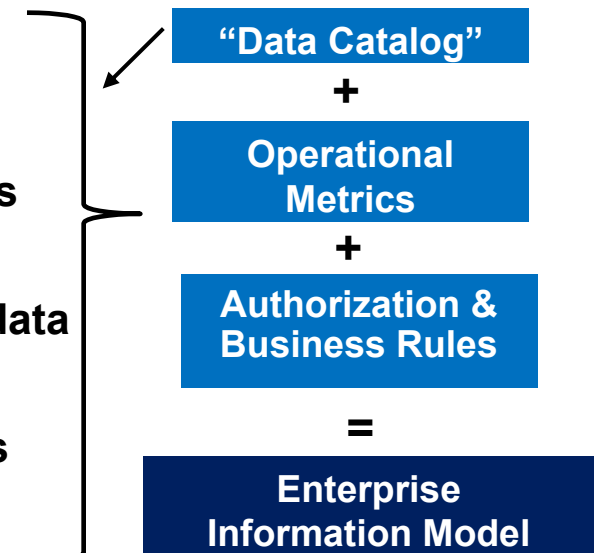 “Data Catalog”
+
Operational
Metrics
+
Authorization &
Business Rules
=
Enterprise
Information Model